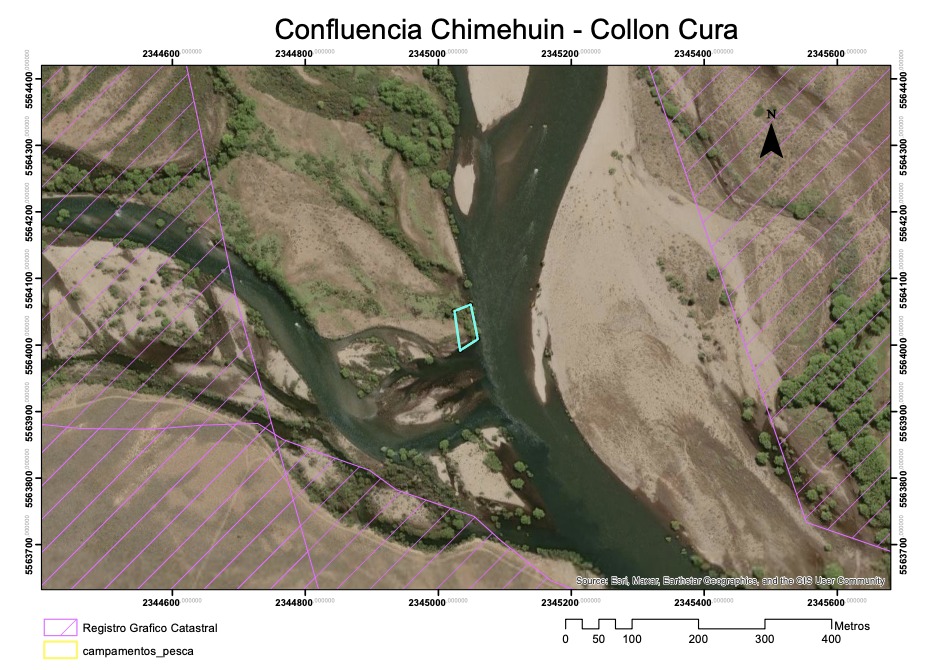 Confluencia Chimehuin - Collon Cura
2344600.000000 2344800.000000 2345000.000000 2345200.000000 2345400.000000 2345600.000000
5564400.000000 5564400.000000
N
5564300.000000 5564300.000000
5564200.000000 5564200.000000
5564100.000000 5564100.000000
5564000.000000 5564000.000000
5563900.000000 5563900.000000
5563800.000000 5563800.000000
5563700.000000 5563700.000000
Source: Esri, Maxar, Earthstar Geographics, and the GIS User Community
2344600.000000 2344800.000000 2345000.000000 2345200.000000 2345400.000000 2345600.000000
Registro Grafico Catastral
campamentos_pesca
Metros
0 50 100 200 300 400